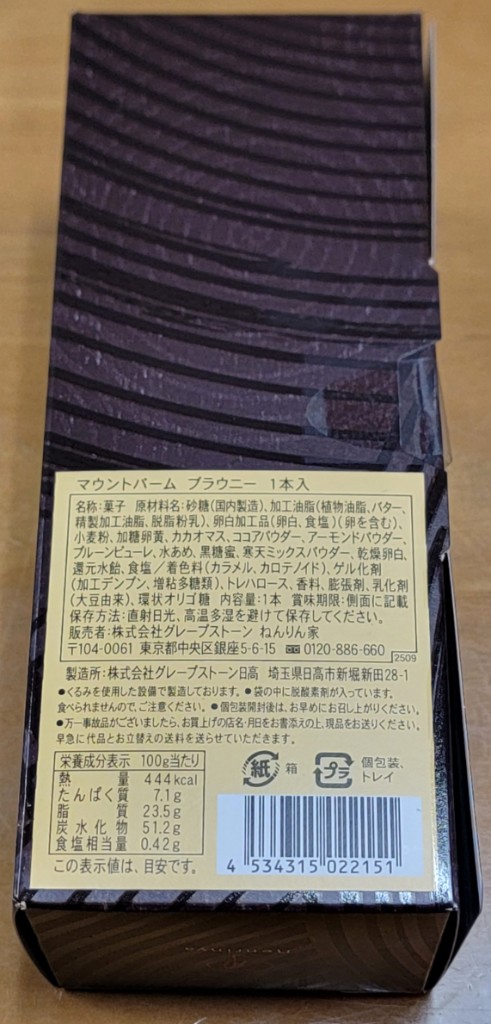 マウントバーム ブラウニー 1本入
名称:菓子 原材料名:砂糖(国内製造)、加工油脂(植物油脂、バター、
精製加工油脂、脱脂粉乳)、卵白加工品(卵白、食塩)(卵を含む)、
小麦粉、加糖卵黄、カカオマス、ココアパウダー、アーモンドパウダー、
プルーンピューレ、水あめ、黒糖蜜、寒天ミックスパウダー、乾燥卵白、
還元水飴、食塩／着色料(カラメル、カロテノイド)、ゲル化剤
(加工デンプン、増粘多糖類)、トレハロース、香料、膨張剤、乳化剤
(大豆由来)、環状オリゴ糖 内容量:1本 賞味期限:側面に記載
保存方法:直射日光、高温多湿を避けて保存してください。
販売者:株式会社グレープストーン ねんりん家
〒104-0061 東京都中央区銀座5-6-15 0120-886-660
2509
製造所:株式会社グレープストーン日高 埼玉県日高市新堀新田28-1
●くるみを使用した設備で製造しております。●袋の中に脱酸素剤が入っています。
食べられませんので、ご注意ください。●個包装開封後は、お早めにお召し上がりください。
●万一事故品がございましたら、お買上げの店名・月日をお書添えの上、現品をお送りください。
早急に代品とお立替えの送料を送らせていただきます。
栄養成分表示 100g当たり
熱量 444kcal
たんぱく質 7.1g
脂質 23.5g
炭水化物 51.2g
食塩相当量 0.42g
この表示値は、目安です。
紙 箱
プラ 個包装、
トレイ
4 534315 022151